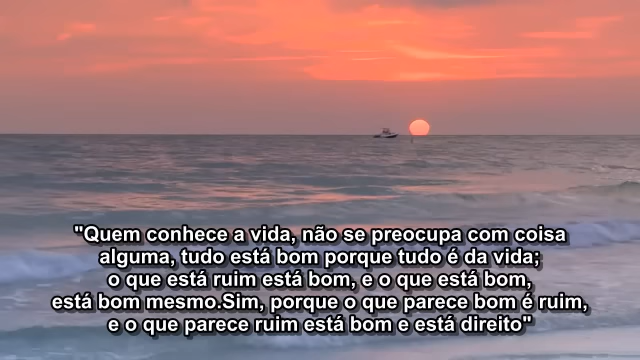 "Quem conhece a vida, não se preocupa com coisa
alguma, tudo está bom porque tudo é da vida;
o que está ruim está bom, e o que está bom,
está bom mesmo.Sim, porque o que parece bom é ruim,
e o que parece ruim está bom e está direito"